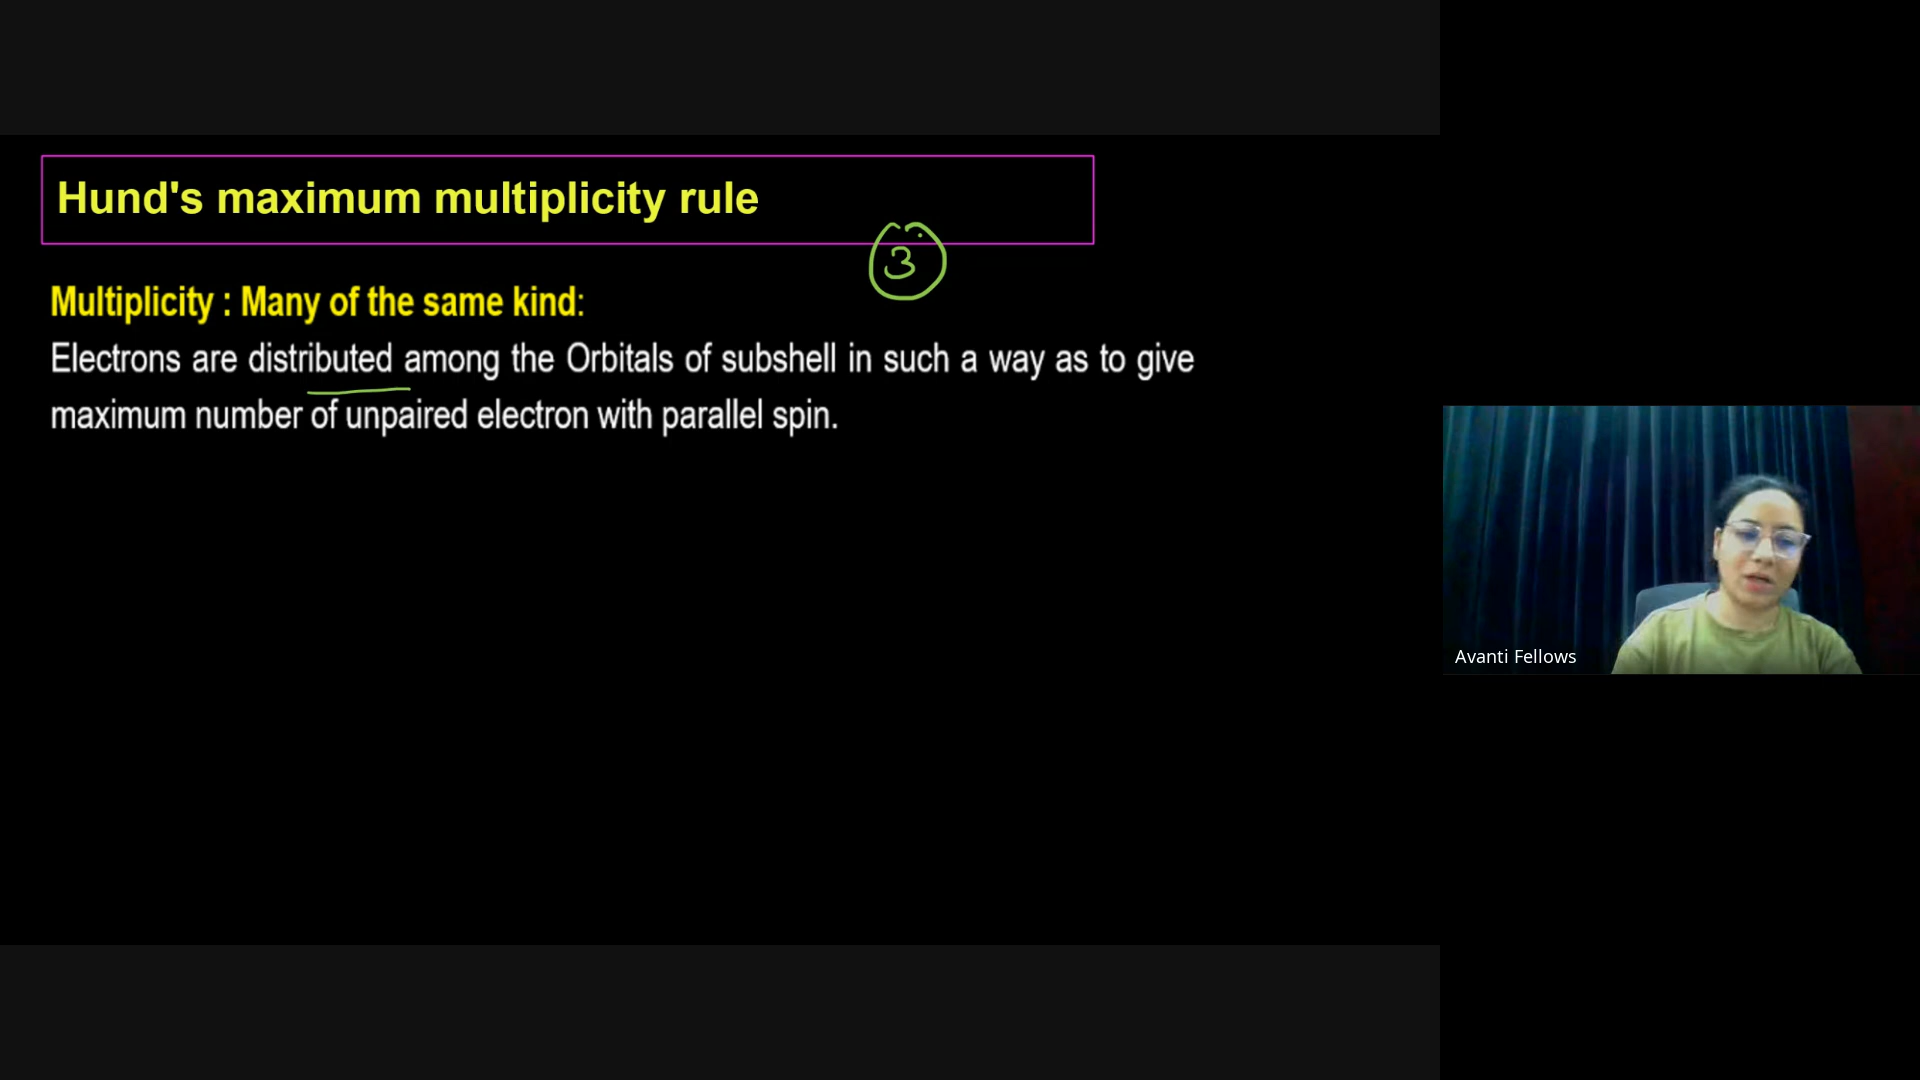 Hund's maximum multiplicity rule
3
Multiplicity : Many of the same kind:
Electrons are distributed among the Orbitals of subshell in such a way as to give
maximum number of unpaired electron with parallel spin.
Avanti Fellows